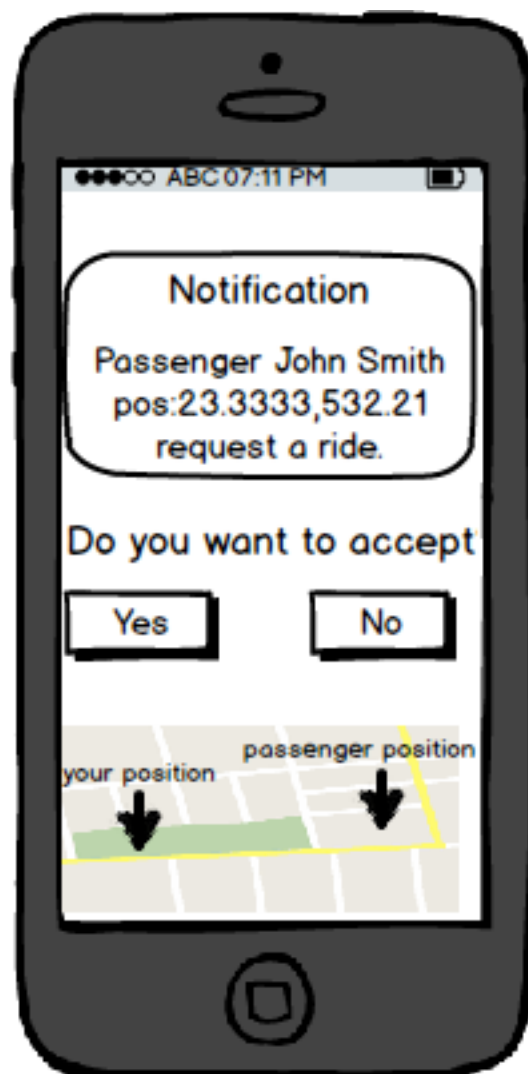 ABC 07:11 PM
Notification
Passenger John Smith
pos:23.3333,532.21
request a ride.
Do you want to accept
Yes No
passenger position
your position